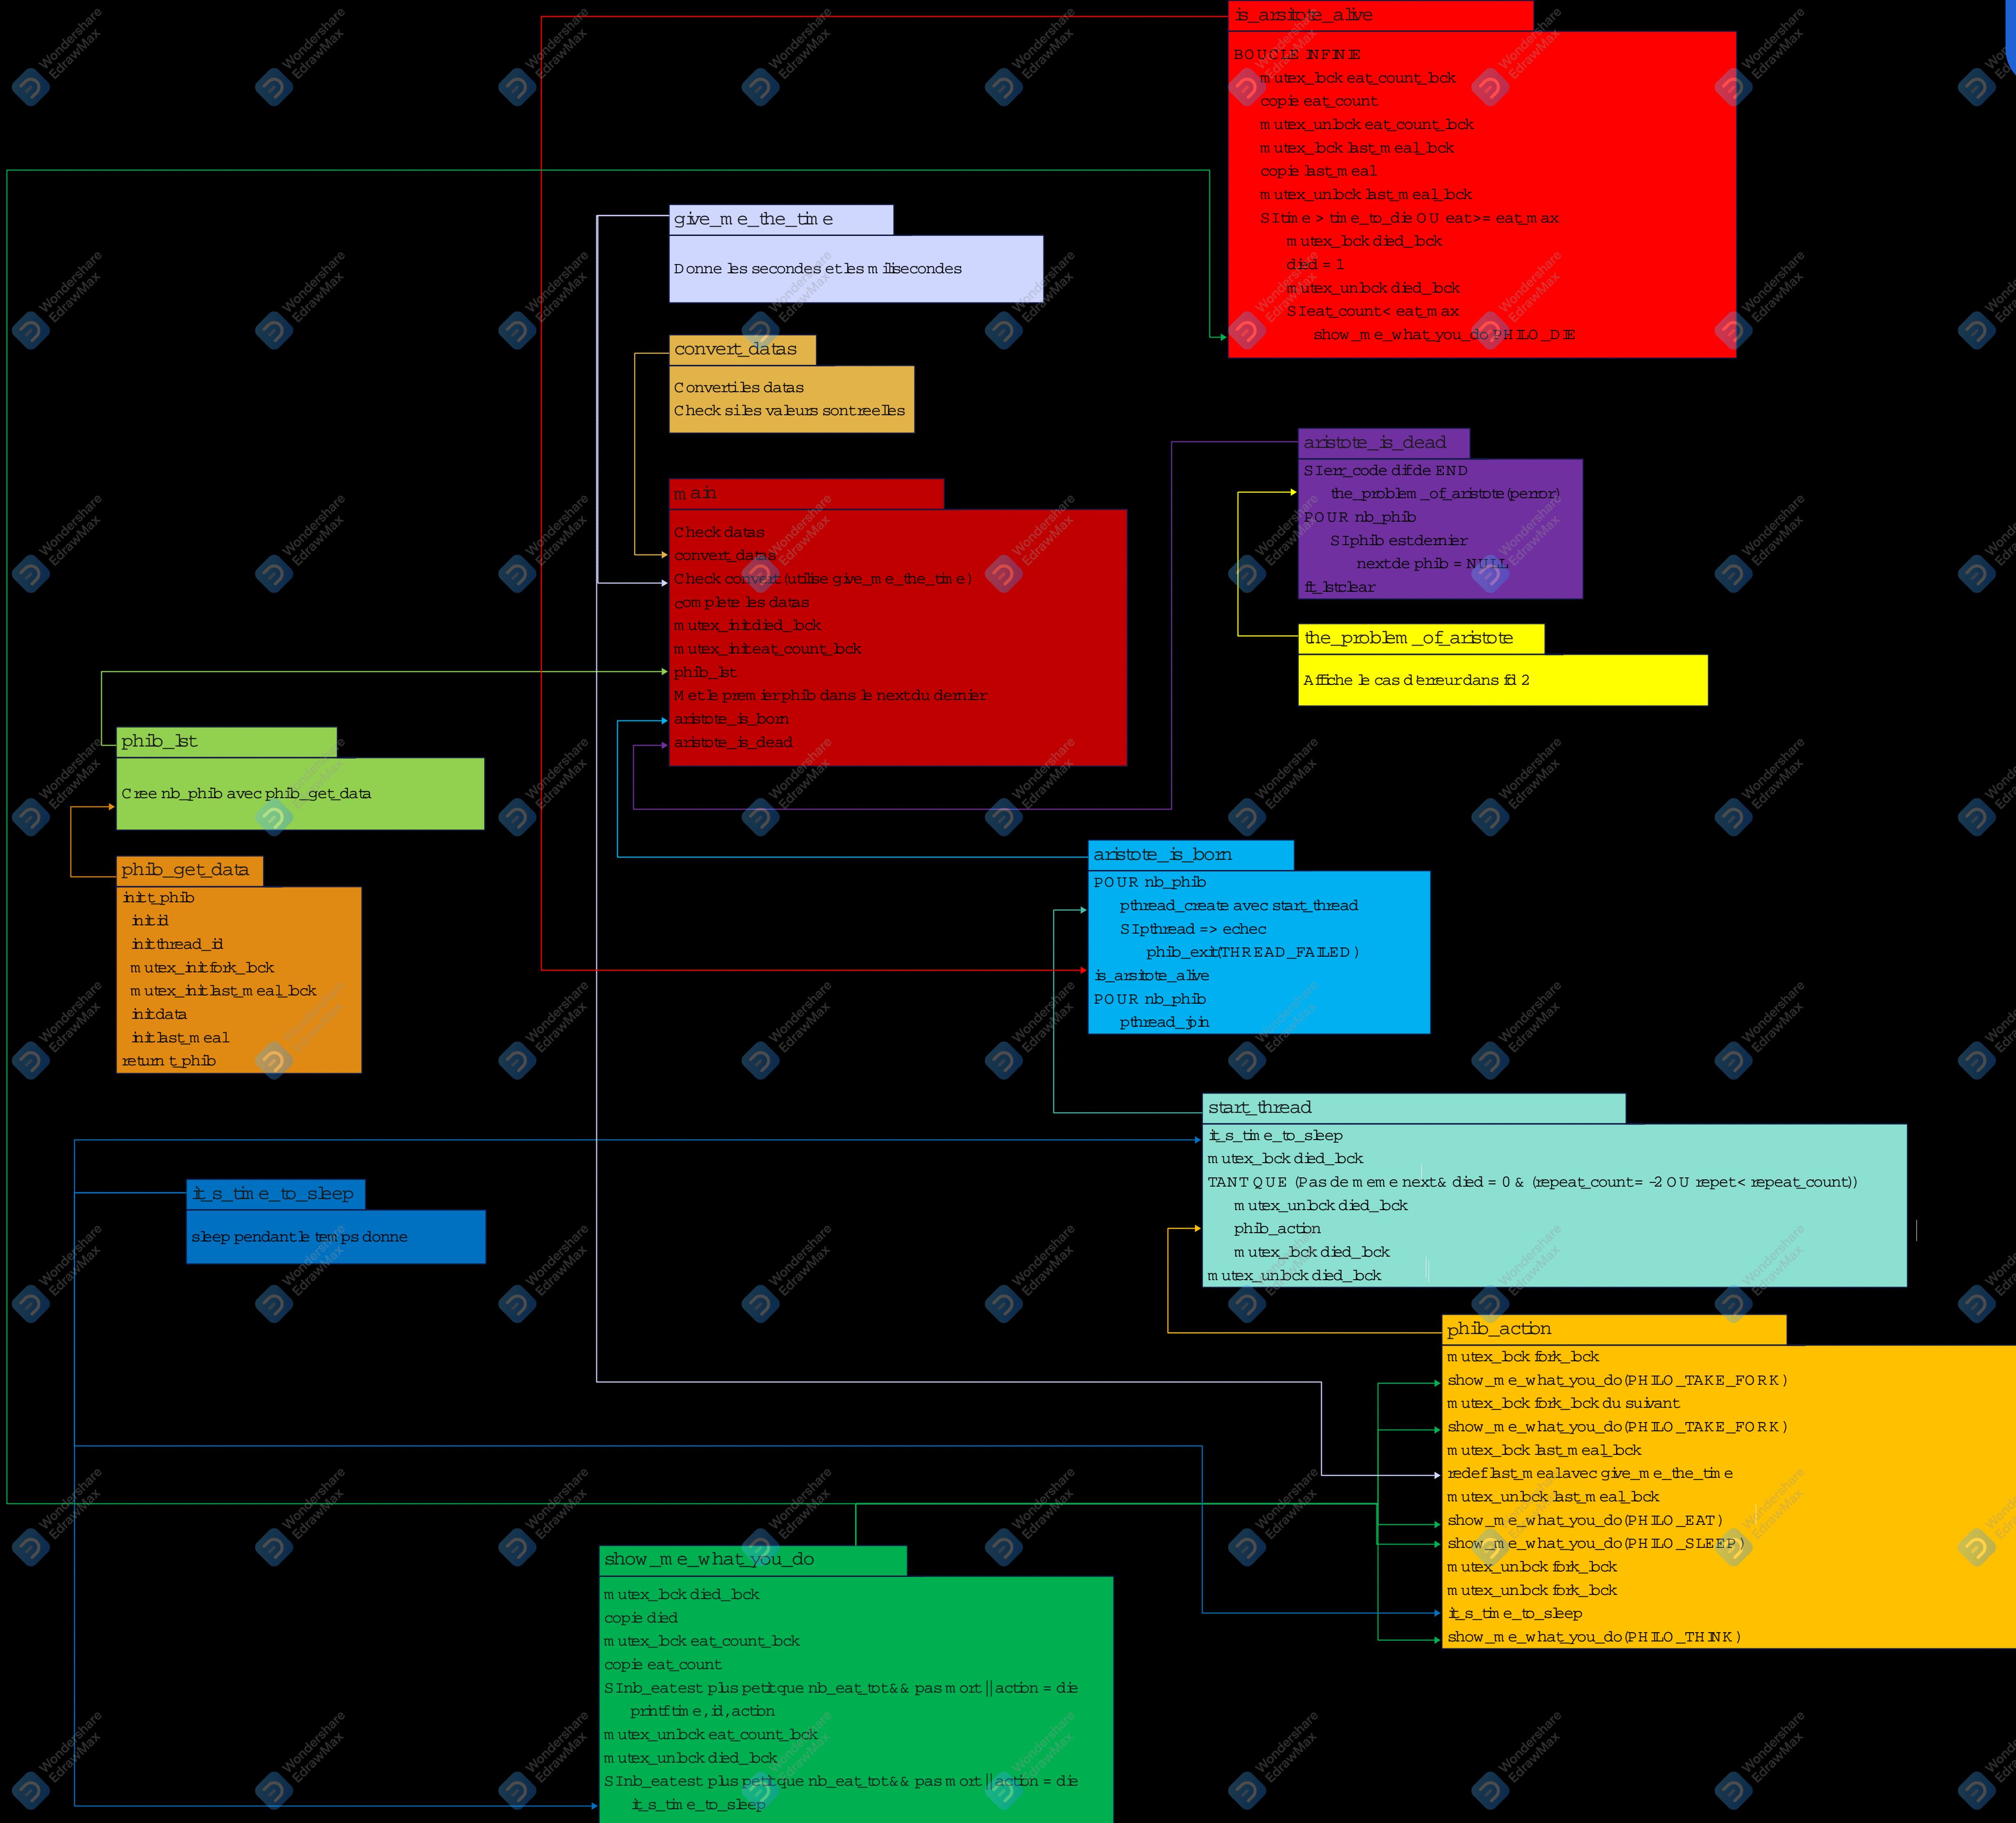 is_arsitote_alive
BOUCLE INFINIE
mutex_lock eat_count_lock
copie eat_count
mutex_unlock eat_count_lock
mutex_lock last_meal_lock
copie last_meal
mutex_unlock last_meal_lock
SI time > time_to_die OU eat >= eat_max
mutex_lock died_lock
died = 1
mutex_unlock died_lock
SI eat_count < eat_max
show_me_what_you_do PHILO_DIE
give_me_the_time
Donne les secondes et les milisecondes
convert_datas
Converti les datas
Check si les valeurs sont reelles
aristote_is_dead
SI err_code dif de END
the_problem_of_aristote (perror)
POUR nb_philo
SI philo est dernier
next de philo = NULL
ft_lstclear
main
Check datas
convert_datas
Check convert (utilise give_me_the_time)
complete les datas
mutex_init died_lock
mutex_init eat_count_lock
philo_lst
Met le premier philo dans le next du dernier
aristote_is_born
aristote_is_dead
the_problem_of_aristote
Affiche le cas d'erreur dans fd 2
philo_lst
Cree nb_philo avec philo_get_data
philo_get_data
init t_philo
init id
init thread_id
mutex_init fork_lock
mutex_init last_meal_lock
init data
init last_meal
return t_philo
aristote_is_born
POUR nb_philo
pthread_create avec start_thread
SI pthread => echec
philo_exit(THREAD_FAILED)
is_arsitote_alive
POUR nb_philo
pthread_join
start_thread
it_s_time_to_sleep
mutex_lock died_lock
TANT QUE (Pas de meme next & died = 0 & (repeat_count = -2 OU repet < repeat_count))
mutex_unlock died_lock
philo_action
mutex_lock died_lock
mutex_unlock died_lock
it_s_time_to_sleep
sleep pendant le temps donne
philo_action
mutex_lock fork_lock
show_me_what_you_do (PHILO_TAKE_FORK)
mutex_lock fork_lock du suivant
show_me_what_you_do (PHILO_TAKE_FORK)
mutex_lock last_meal_lock
redef last_meal avec give_me_the_time
mutex_unlock last_meal_lock
show_me_what_you_do (PHILO_EAT)
show_me_what_you_do (PHILO_SLEEP)
mutex_unlock fork_lock
mutex_unlock fork_lock
it_s_time_to_sleep
show_me_what_you_do (PHILO_THINK)
show_me_what_you_do
mutex_lock died_lock
copie died
mutex_lock eat_count_lock
copie eat_count
SI nb_eat est plus petit que nb_eat_tot && pas mort || action = die
printf time, id, action
mutex_unlock eat_count_lock
mutex_unlock died_lock
SI nb_eat est plus petit que nb_eat_tot && pas mort || action = die
it_s_time_to_sleep
Wondershare
EdrawMax